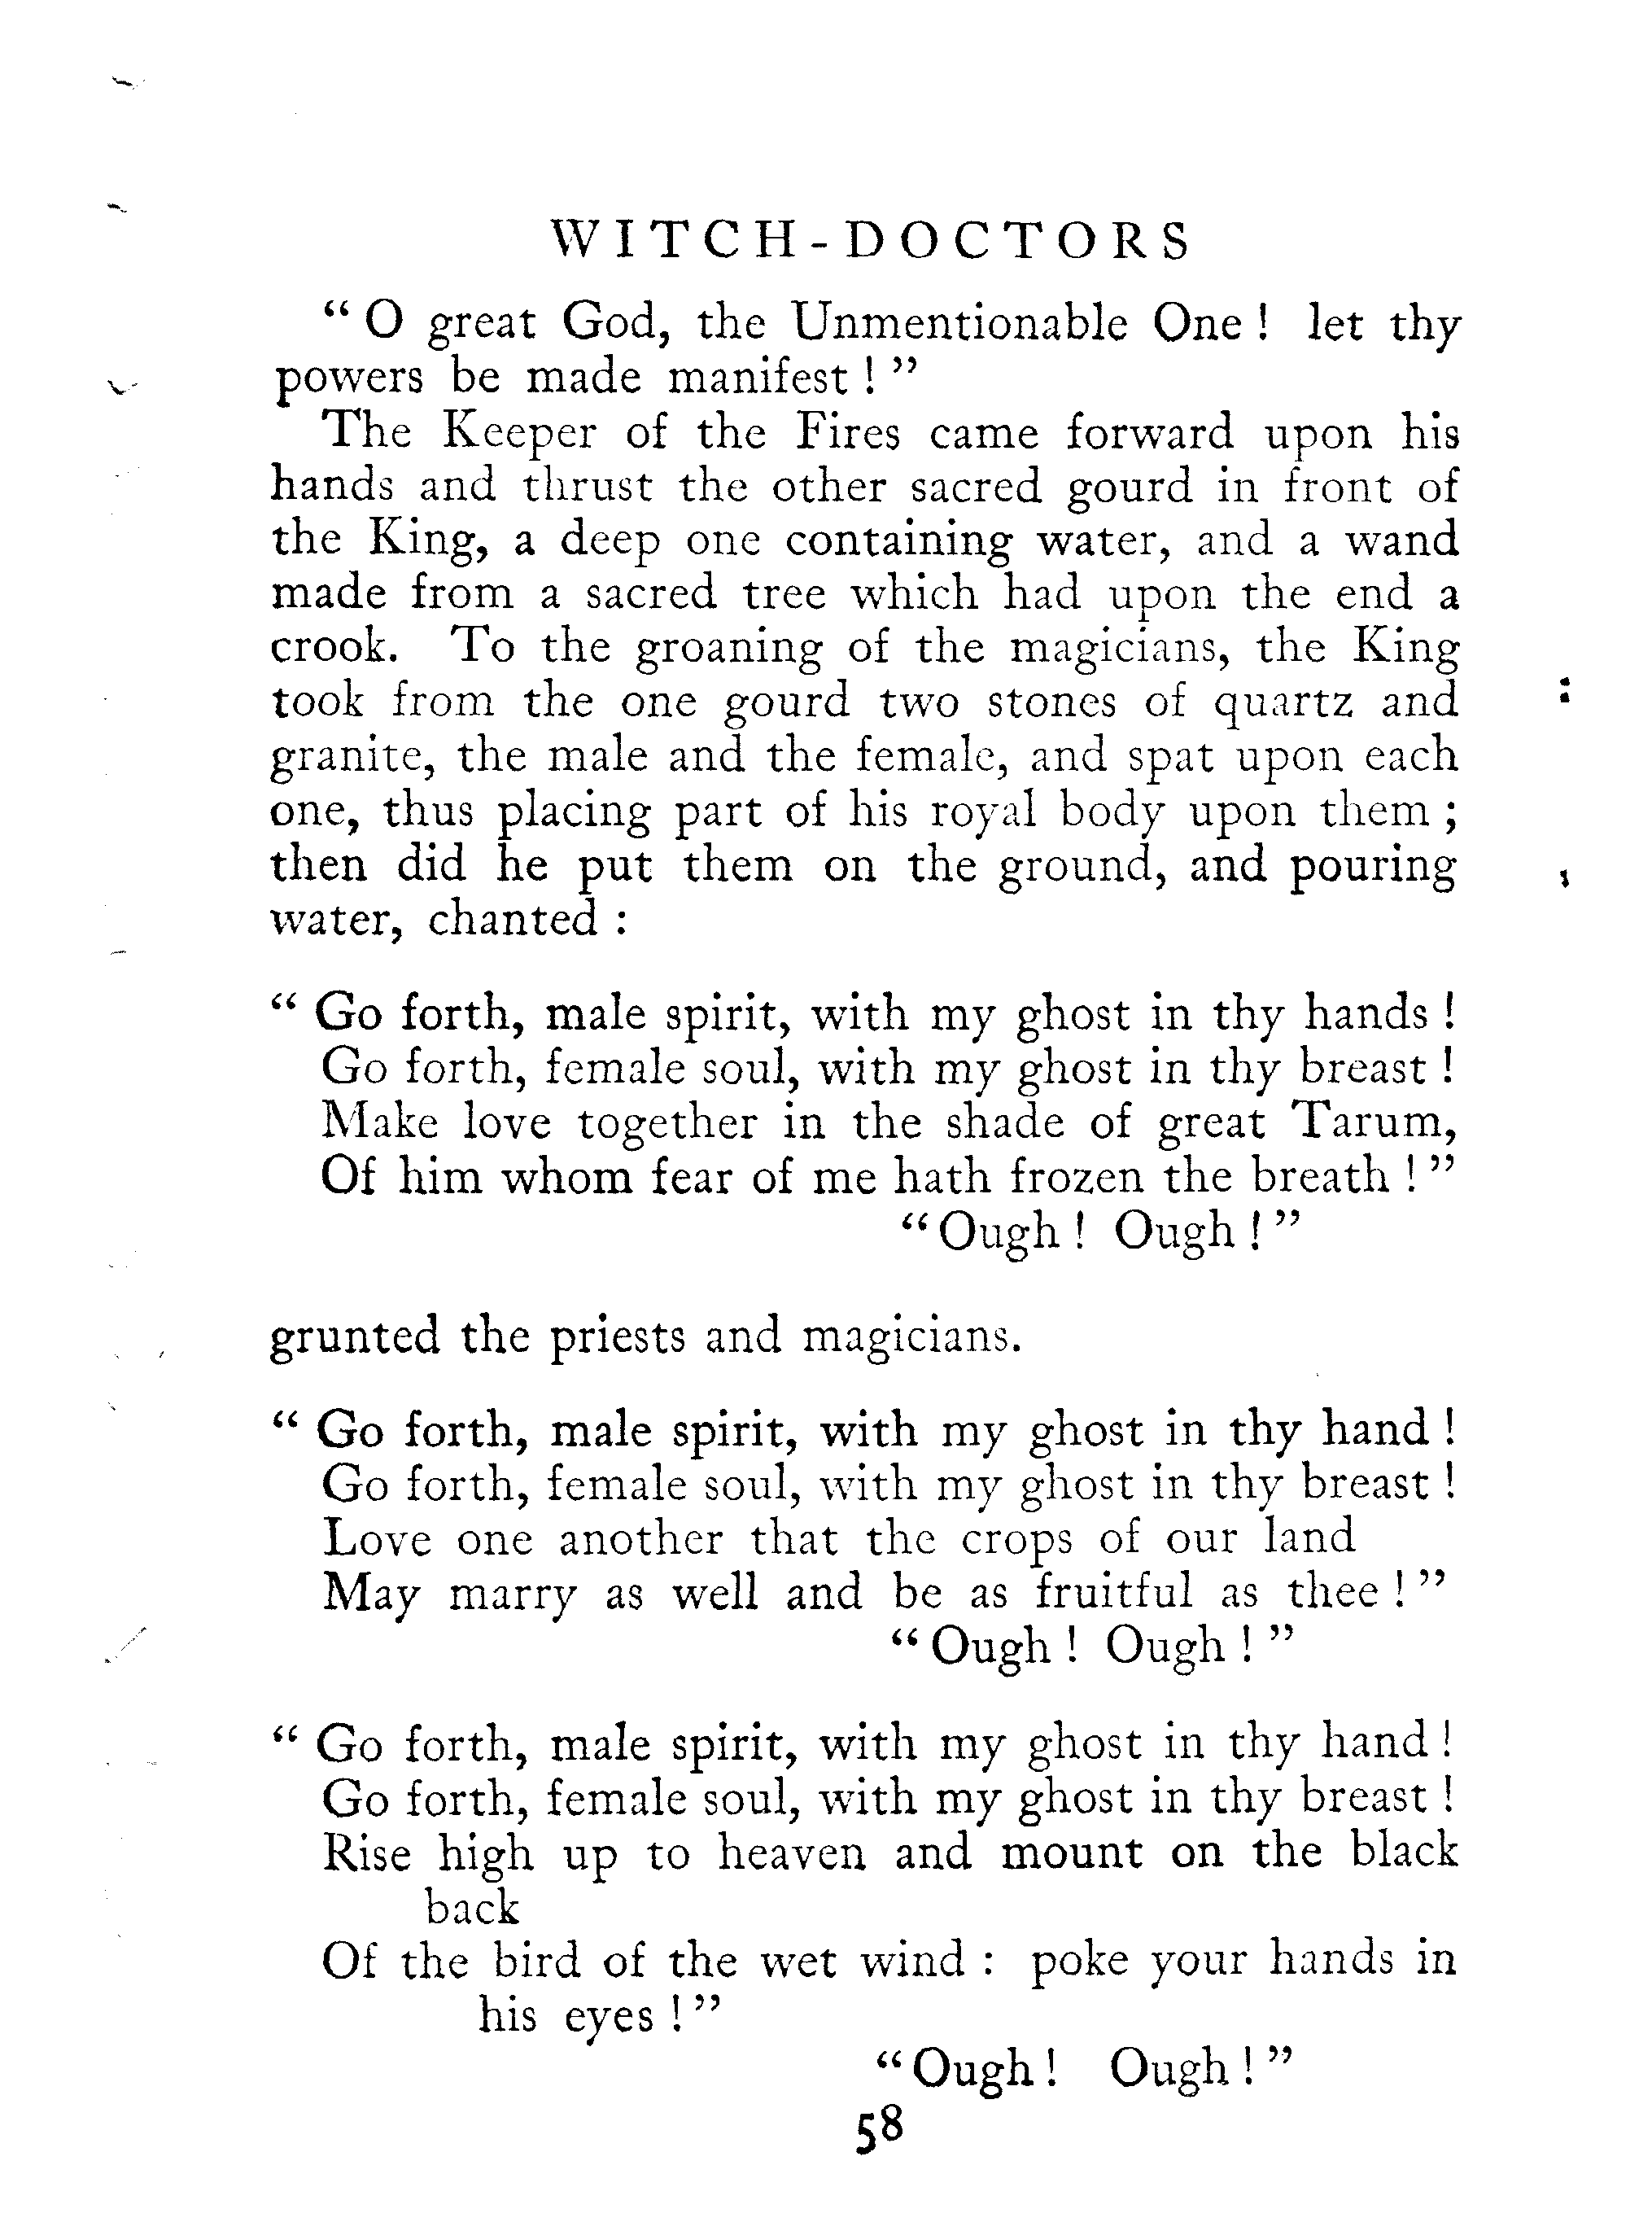 WITCH-DOCTORS
“ O great God, the Unmentionable One ! let thy
powers be made manifest ! ”
The Keeper of the Fires came forward upon his
hands and thrust the other sacred gourd in front of
the King, a deep one containing water, and a wand
made from a sacred tree which had upon the end a
crook. To the groaning of the magicians, the King
took from the one gourd two stones of quartz and
granite, the male and the female, and spat upon each
one, thus placing part of his royal body upon them ;
then did he put them on the ground, and pouring
water, chanted :
“ Go forth, male spirit, with my ghost in thy hands !
Go forth, female soul, with my ghost in thy breast !
Make love together in the shade of great Tarum,
Of him whom fear of me hath frozen the breath ! ”
“ Ough ! Ough ! ”
grunted the priests and magicians.
“ Go forth, male spirit, with my ghost in thy hand !
Go forth, female soul, with my ghost in thy breast !
Love one another that the crops of our land
May marry as well and be as fruitful as thee ! ”
“ Ough ! Ough ! ”
“ Go forth, male spirit, with my ghost in thy hand !
Go forth, female soul, with my ghost in thy breast !
Rise high up to heaven and mount on the black
back
Of the bird of the wet wind : poke your hands in
his eyes ! ”
“ Ough ! Ough ! ”
58